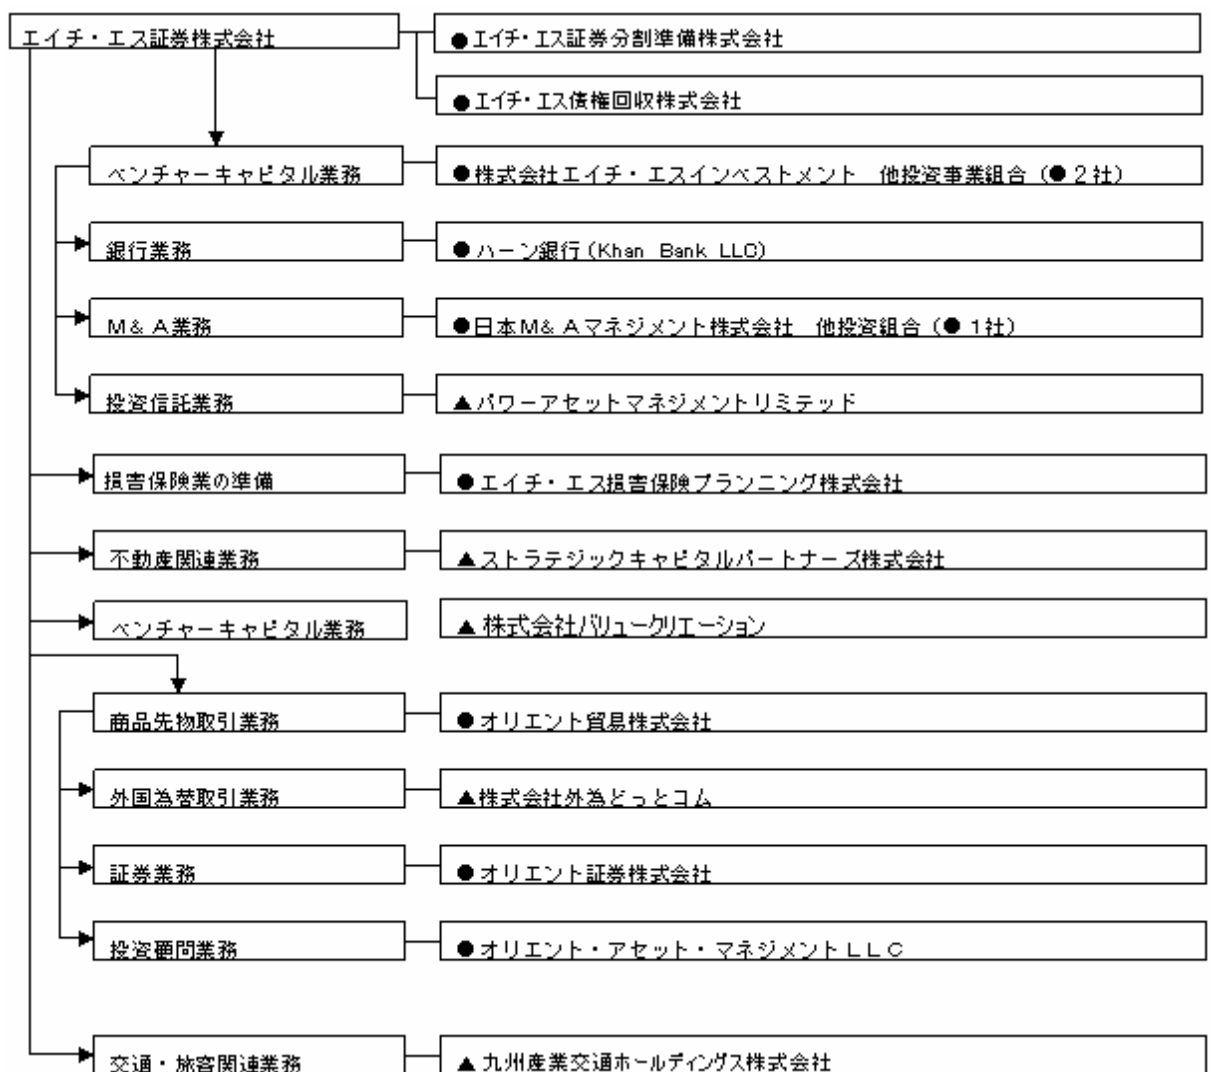 エイチ・エス証券株式会社 ●エイチ・エス証券分割準備株式会社
●エイチ・エス債権回収株式会社
ベンチャーキャピタル業務 ●株式会社エイチ・エスインベストメント 他投資事業組合(●2社)
銀行業務 ●ハーン銀行(Khan Bank LLC)
M&A業務 ●日本M&Aマネジメント株式会社 他投資組合(●1社)
投資信託業務 ▲パワーアセットマネジメントリミテッド
損害保険業の準備 ●エイチ・エス損害保険プランニング株式会社
不動産関連業務 ▲ストラテジックキャピタルパートナーズ株式会社
ベンチャーキャピタル業務 ▲株式会社バリュークリエーション
商品先物取引業務 ●オリエント貿易株式会社
外国為替取引業務 ▲株式会社外為どっとコム
証券業務 ●オリエント証券株式会社
投資顧問業務 ●オリエント・アセット・マネジメントLLC
交通・旅客関連業務 ▲九州産業交通ホールディングス株式会社